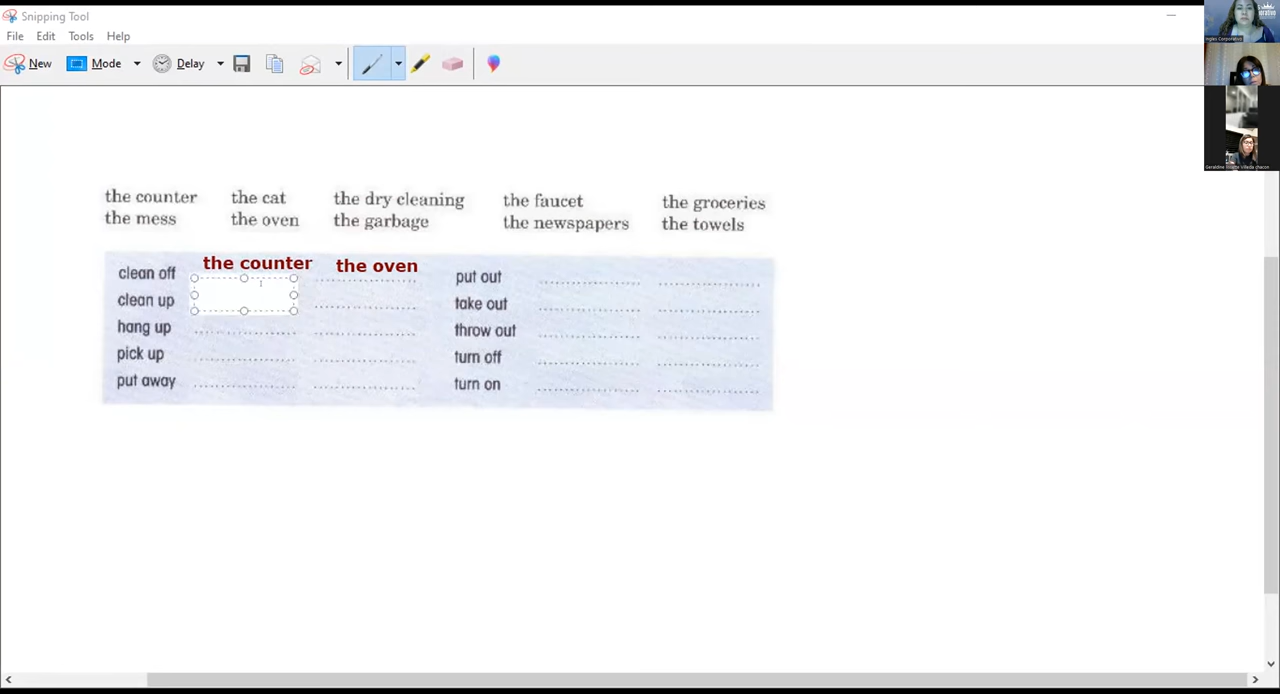 Snipping Tool
File Edit Tools Help
New Mode Delay
Ingles Corporativo
the counter the cat the dry cleaning the faucet the groceries
the mess the oven the garbage the newspapers the towels
clean off the counter the oven put out
clean up take out
hang up throw out
pick up turn off
put away turn on